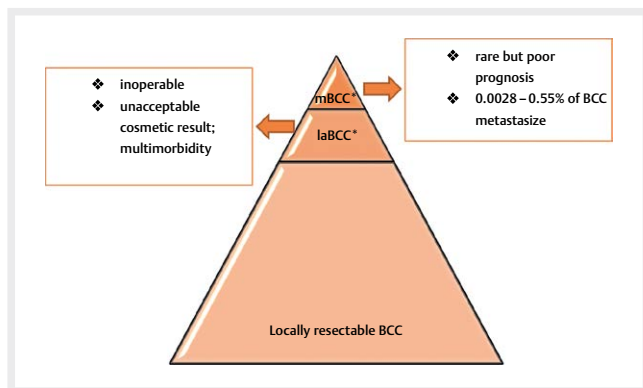 ❖ inoperable
❖ unacceptable
cosmetic result;
multimorbidity
❖ rare but poor
prognosis
❖ 0.0028 – 0.55% of BCC
metastasize
mBCC*
laBCC*
Locally resectable BCC